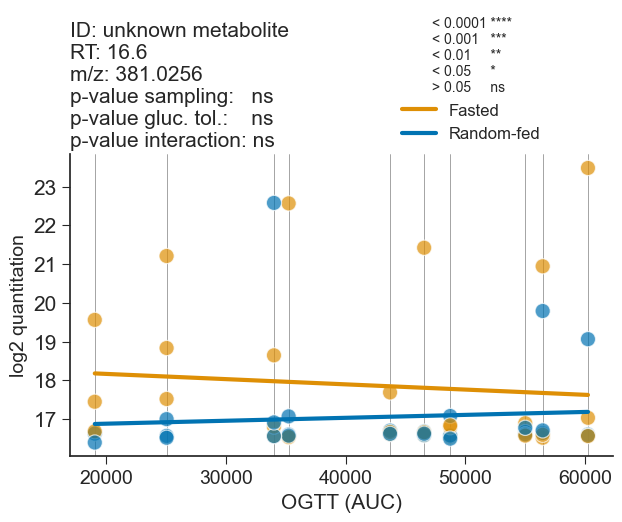 ID: unknown metabolite
RT: 16.6
m/z: 381.0256
p-value sampling: ns
p-value gluc. tol.: ns
p-value interaction: ns
< 0.0001 ****
< 0.001 ***
< 0.01 **
< 0.05 *
> 0.05 ns
Fasted
Random-fed
log2 quantitation
23
22
21
20
19
18
17
20000 30000 40000 50000 60000
OGTT (AUC)